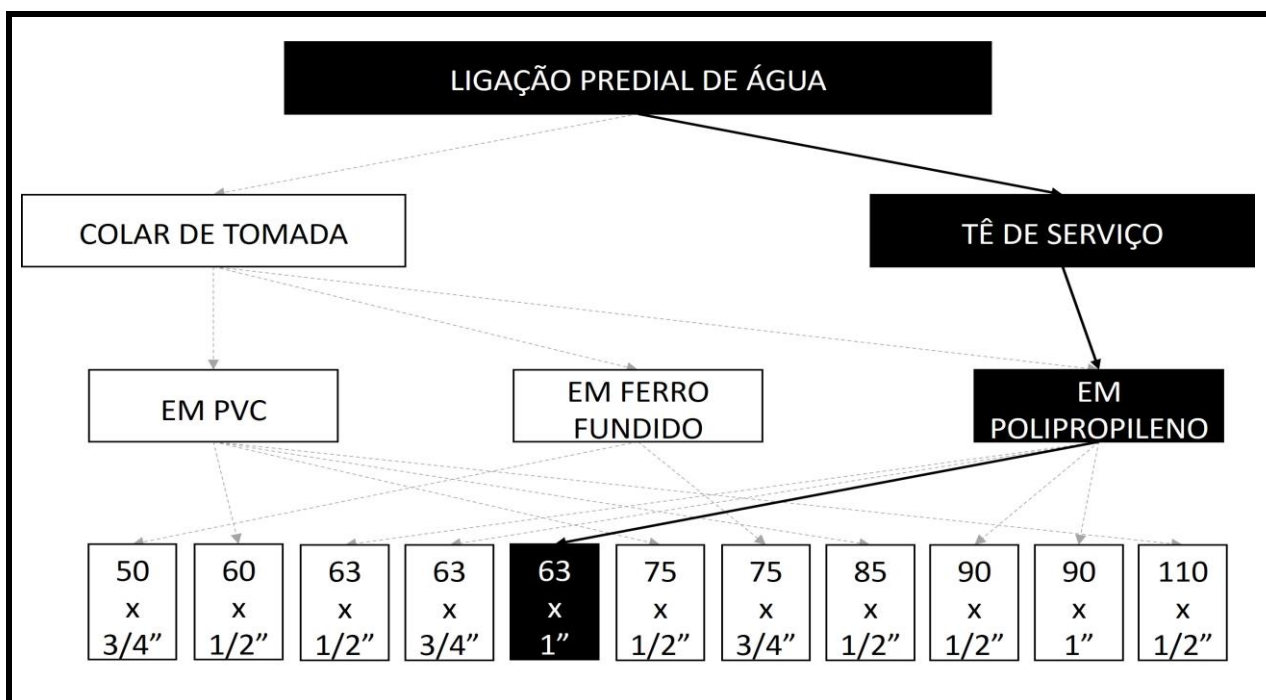 LIGAÇÃO PREDIAL DE ÁGUA
COLAR DE TOMADA
TÊ DE SERVIÇO
EM PVC
EM FERRO
FUNDIDO
EM
POLIPROPILENO
50
x
3/4”
60
x
1/2”
63
x
1/2”
63
x
3/4”
63
x
1”
75
x
1/2”
75
x
3/4”
85
x
1/2”
90
x
1/2”
90
x
1”
110
x
1/2”